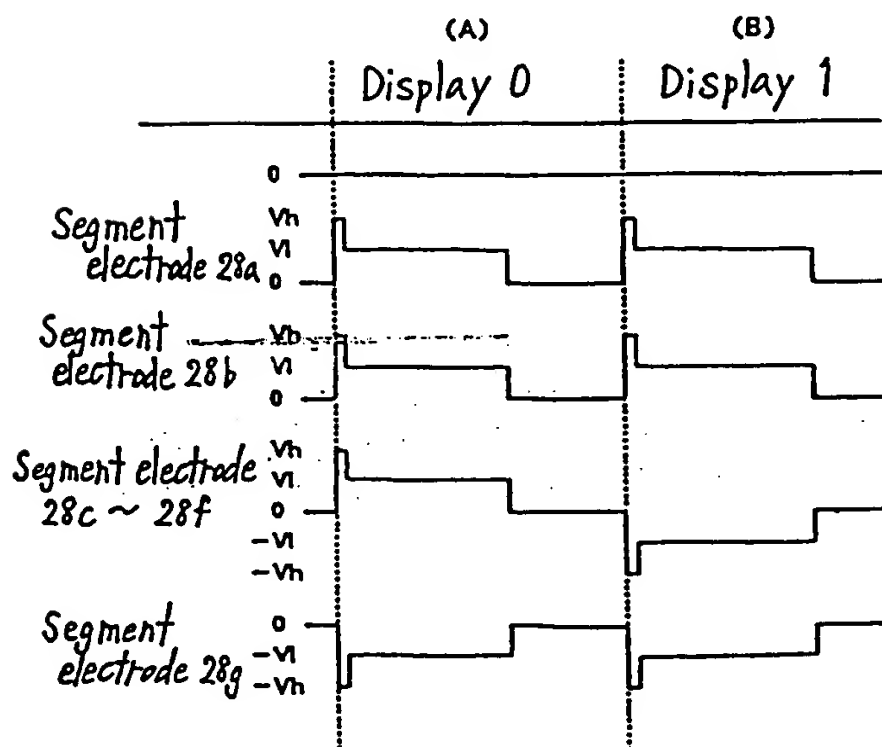 (A) (B)
Display 0 Display 1
0
Segment
electrode 28a
Vh
Vl
0
Segment
electrode 28b
Vh
Vl
0
Segment electrode
28c ~ 28f
Vh
Vl
0
-Vl
-Vh
Segment
electrode 28g
0
-Vl
-Vh